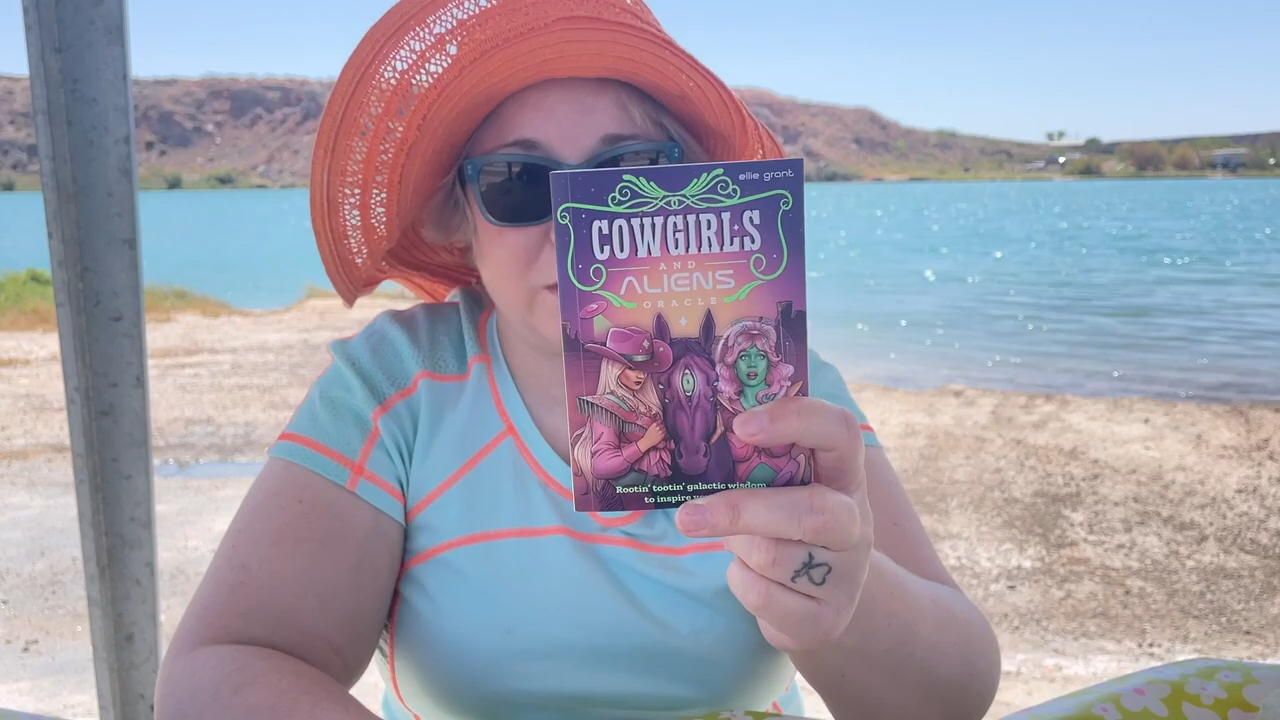 ellie grant
COWGIRLS
AND
ALIENS
ORACLE
Rootin' tootin' galactic wisdom
to inspire